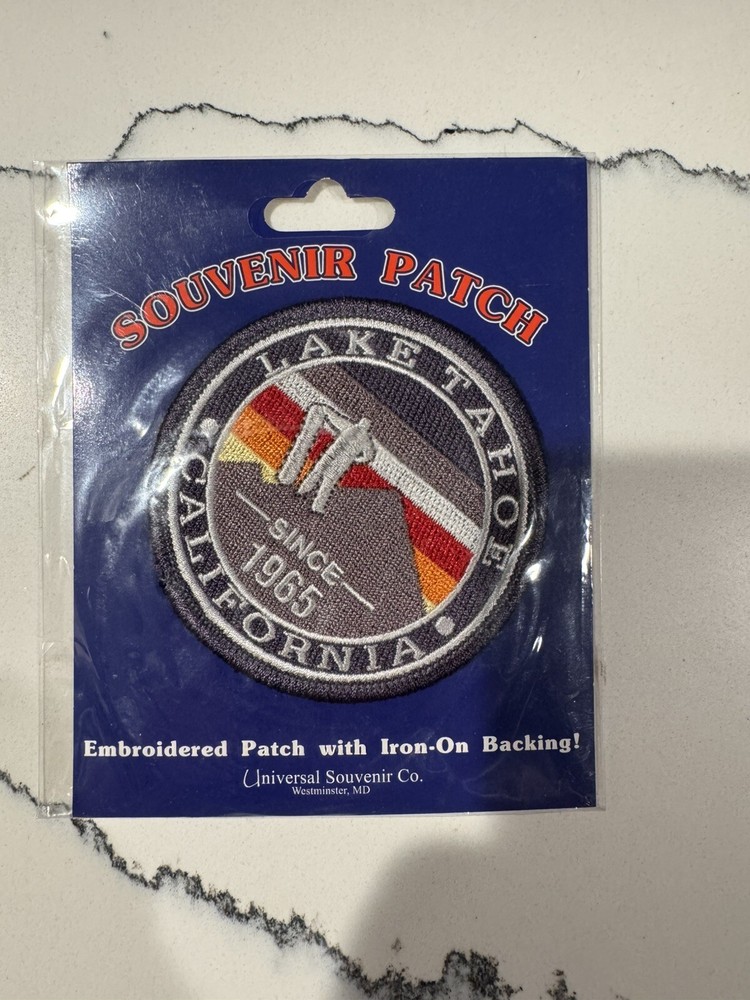 SOUVENIR PATCH
LAKE TAHOE
SINCE
1965
CALIFORNIA
Embroidered Patch with Iron-On Backing!
Universal Souvenir Co.
Westminster, MD